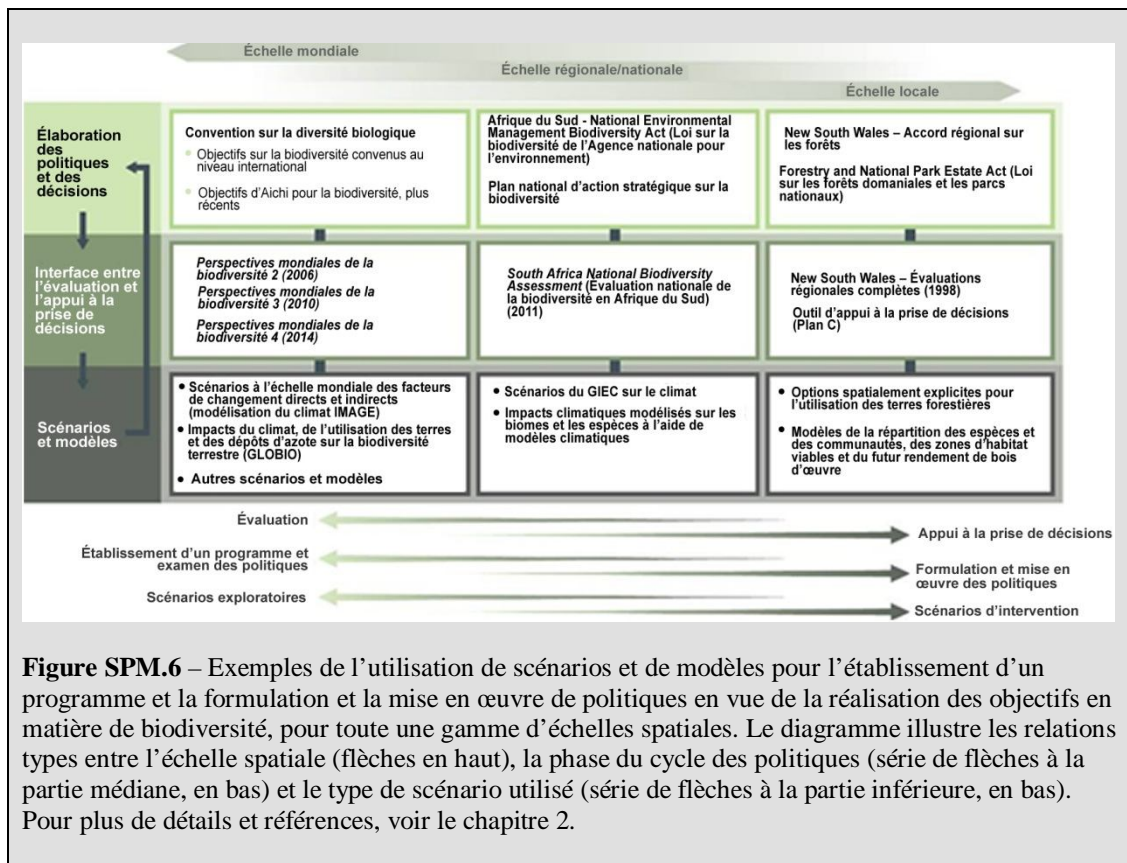 Échelle mondiale
Échelle régionale/nationale
Échelle locale
Élaboration
des
politiques
et des
décisions
Convention sur la diversité biologique
• Objectifs sur la biodiversité convenus au
niveau international
• Objectifs d'Aichi pour la biodiversité, plus
récents
Afrique du Sud - National Environmental
Management Biodiversity Act (Loi sur la
biodiversité de l'Agence nationale pour
l'environnement)
Plan national d'action stratégique sur la
biodiversité
New South Wales – Accord régional sur
les forêts
Forestry and National Park Estate Act (Loi
sur les forêts domaniales et les parcs
nationaux)
Interface entre
l'évaluation et
l'appui à la
prise de
décisions
Perspectives mondiales de la
biodiversité 2 (2006)
Perspectives mondiales de la
biodiversité 3 (2010)
Perspectives mondiales de la
biodiversité 4 (2014)
South Africa National Biodiversity
Assessment (Évaluation nationale de
la biodiversité en Afrique du Sud)
(2011)
New South Wales – Évaluations
régionales complètes (1998)
Outil d'appui à la prise de décisions
(Plan C)
Scénarios
et modèles
• Scénarios à l'échelle mondiale des facteurs
de changement directs et indirects
(modélisation du climat IMAGE)
• Impacts du climat, de l'utilisation des terres
et des dépôts d'azote sur la biodiversité
terrestre (GLOBIO)
• Autres scénarios et modèles
• Scénarios du GIEC sur le climat
• Impacts climatiques modélisés sur les
biomes et les espèces à l'aide de
modèles climatiques
• Options spatialement explicites pour
l'utilisation des terres forestières
• Modèles de la répartition des espèces et
des communautés, des zones d'habitat
viables et du futur rendement de bois
d'œuvre
Évaluation
Appui à la prise de décisions
Établissement d'un programme et
examen des politiques
Formulation et mise en
œuvre des politiques
Scénarios exploratoires
Scénarios d'intervention
Figure SPM.6 – Exemples de l'utilisation de scénarios et de modèles pour l'établissement d'un
programme et la formulation et la mise en œuvre de politiques en vue de la réalisation des objectifs en
matière de biodiversité, pour toute une gamme d'échelles spatiales. Le diagramme illustre les relations
types entre l'échelle spatiale (flèches en haut), la phase du cycle des politiques (série de flèches à la
partie médiane, en bas) et le type de scénario utilisé (série de flèches à la partie inférieure, en bas).
Pour plus de détails et références, voir le chapitre 2.